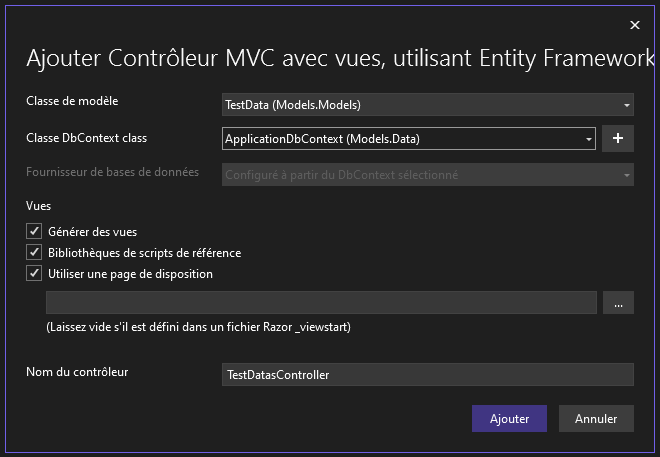 Ajouter Contrôleur MVC avec vues, utilisant Entity Framework
Classe de modèle
TestData (Models.Models)
Classe DbContext class
ApplicationDbContext (Models.Data)
+
Fournisseur de bases de données
Configuré à partir du DbContext sélectionné
Vues
Générer des vues
Bibliothèques de scripts de référence
Utiliser une page de disposition
...
(Laissez vide s'il est défini dans un fichier Razor _viewstart)
Nom du contrôleur
TestDatasController
Ajouter
Annuler